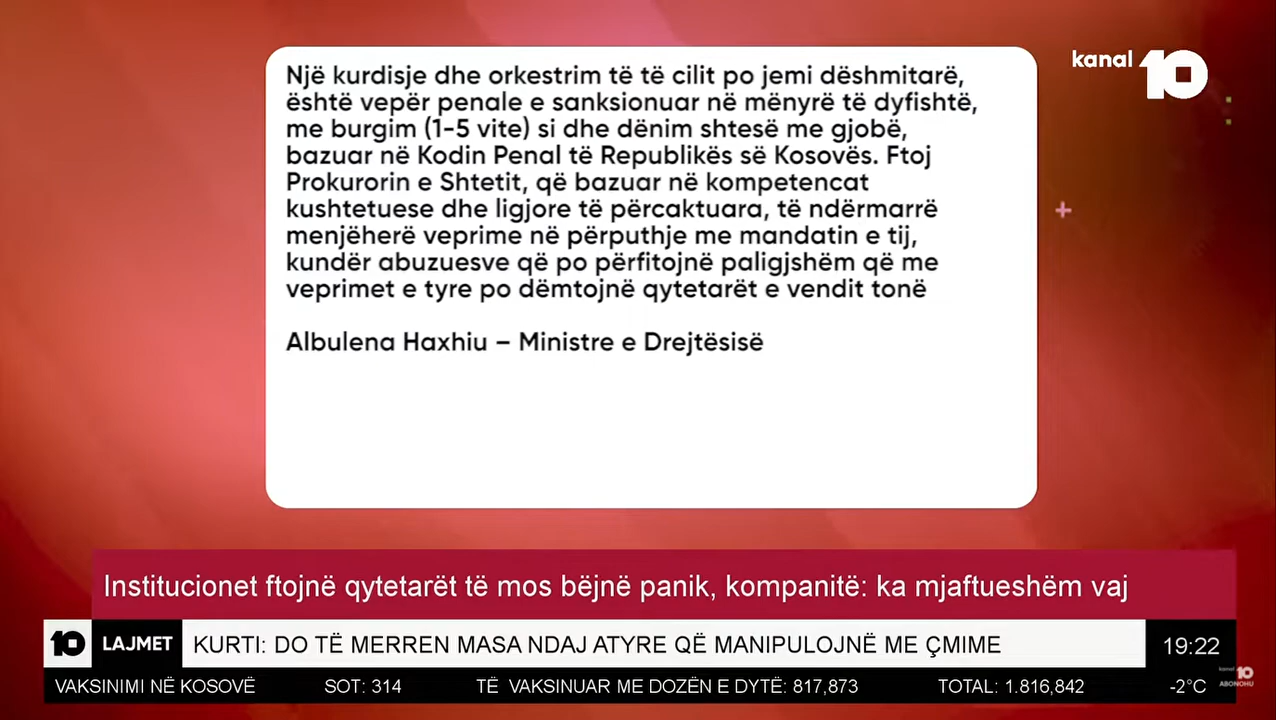 kanal 10
Një kurdisje dhe orkestrim të të cilit po jemi dëshmitarë,
është vepër penale e sanksionuar në mënyrë të dyfishtë,
me burgim (1-5 vite) si dhe dënim shtesë me gjobë,
bazuar në Kodin Penal të Republikës së Kosovës. Ftoj
Prokurorin e Shtetit, që bazuar në kompetencat
kushtetuese dhe ligjore të përcaktuara, të ndërmarrë
menjëherë veprime në përputhje me mandatin e tij,
kundër abuzuesve që po përfitojnë paligjshëm që me
veprimet e tyre po dëmtojnë qytetarët e vendit tonë
Albulena Haxhiu – Ministre e Drejtësisë
Institucionet ftojnë qytetarët të mos bëjnë panik, kompanitë: ka mjaftueshëm vaj
10 LAJMET KURTI: DO TË MERREN MASA NDAJ ATYRE QË MANIPULOJNË ME ÇMIME 19:22
VAKSINIMI NË KOSOVË SOT: 314 TË VAKSINUAR ME DOZËN E DYTË: 817,873 TOTAL: 1.816,842 -2°C
kanal 10
ABONOHU